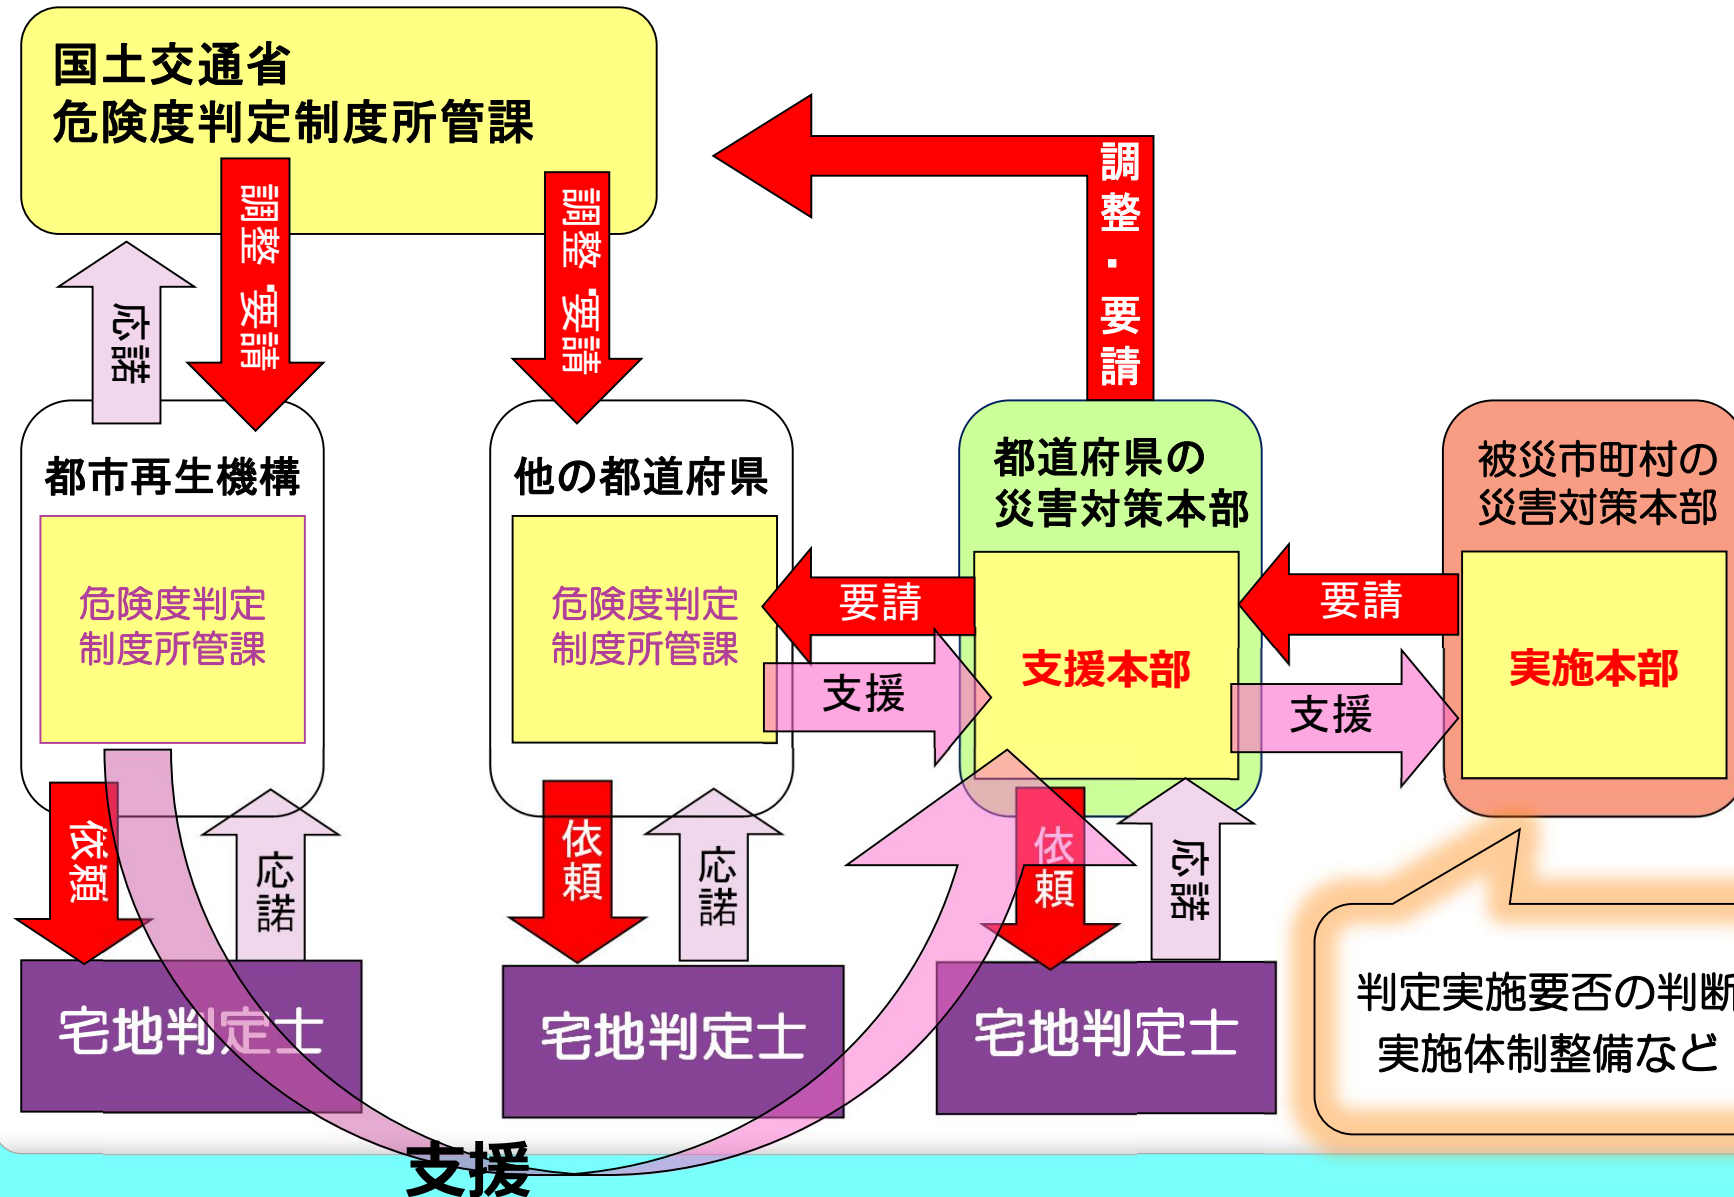 国土交通省
危険度判定制度所管課
調整・要請
調整・要請
調整・要請
応諾
都市再生機構
危険度判定
制度所管課
他の都道府県
危険度判定
制度所管課
都道府県の
災害対策本部
支援本部
被災市町村の
災害対策本部
実施本部
要請
要請
支援
支援
依頼
応諾
依頼
応諾
依頼
応諾
宅地判定士
宅地判定士
宅地判定士
判定実施要否の判断
実施体制整備など
支援